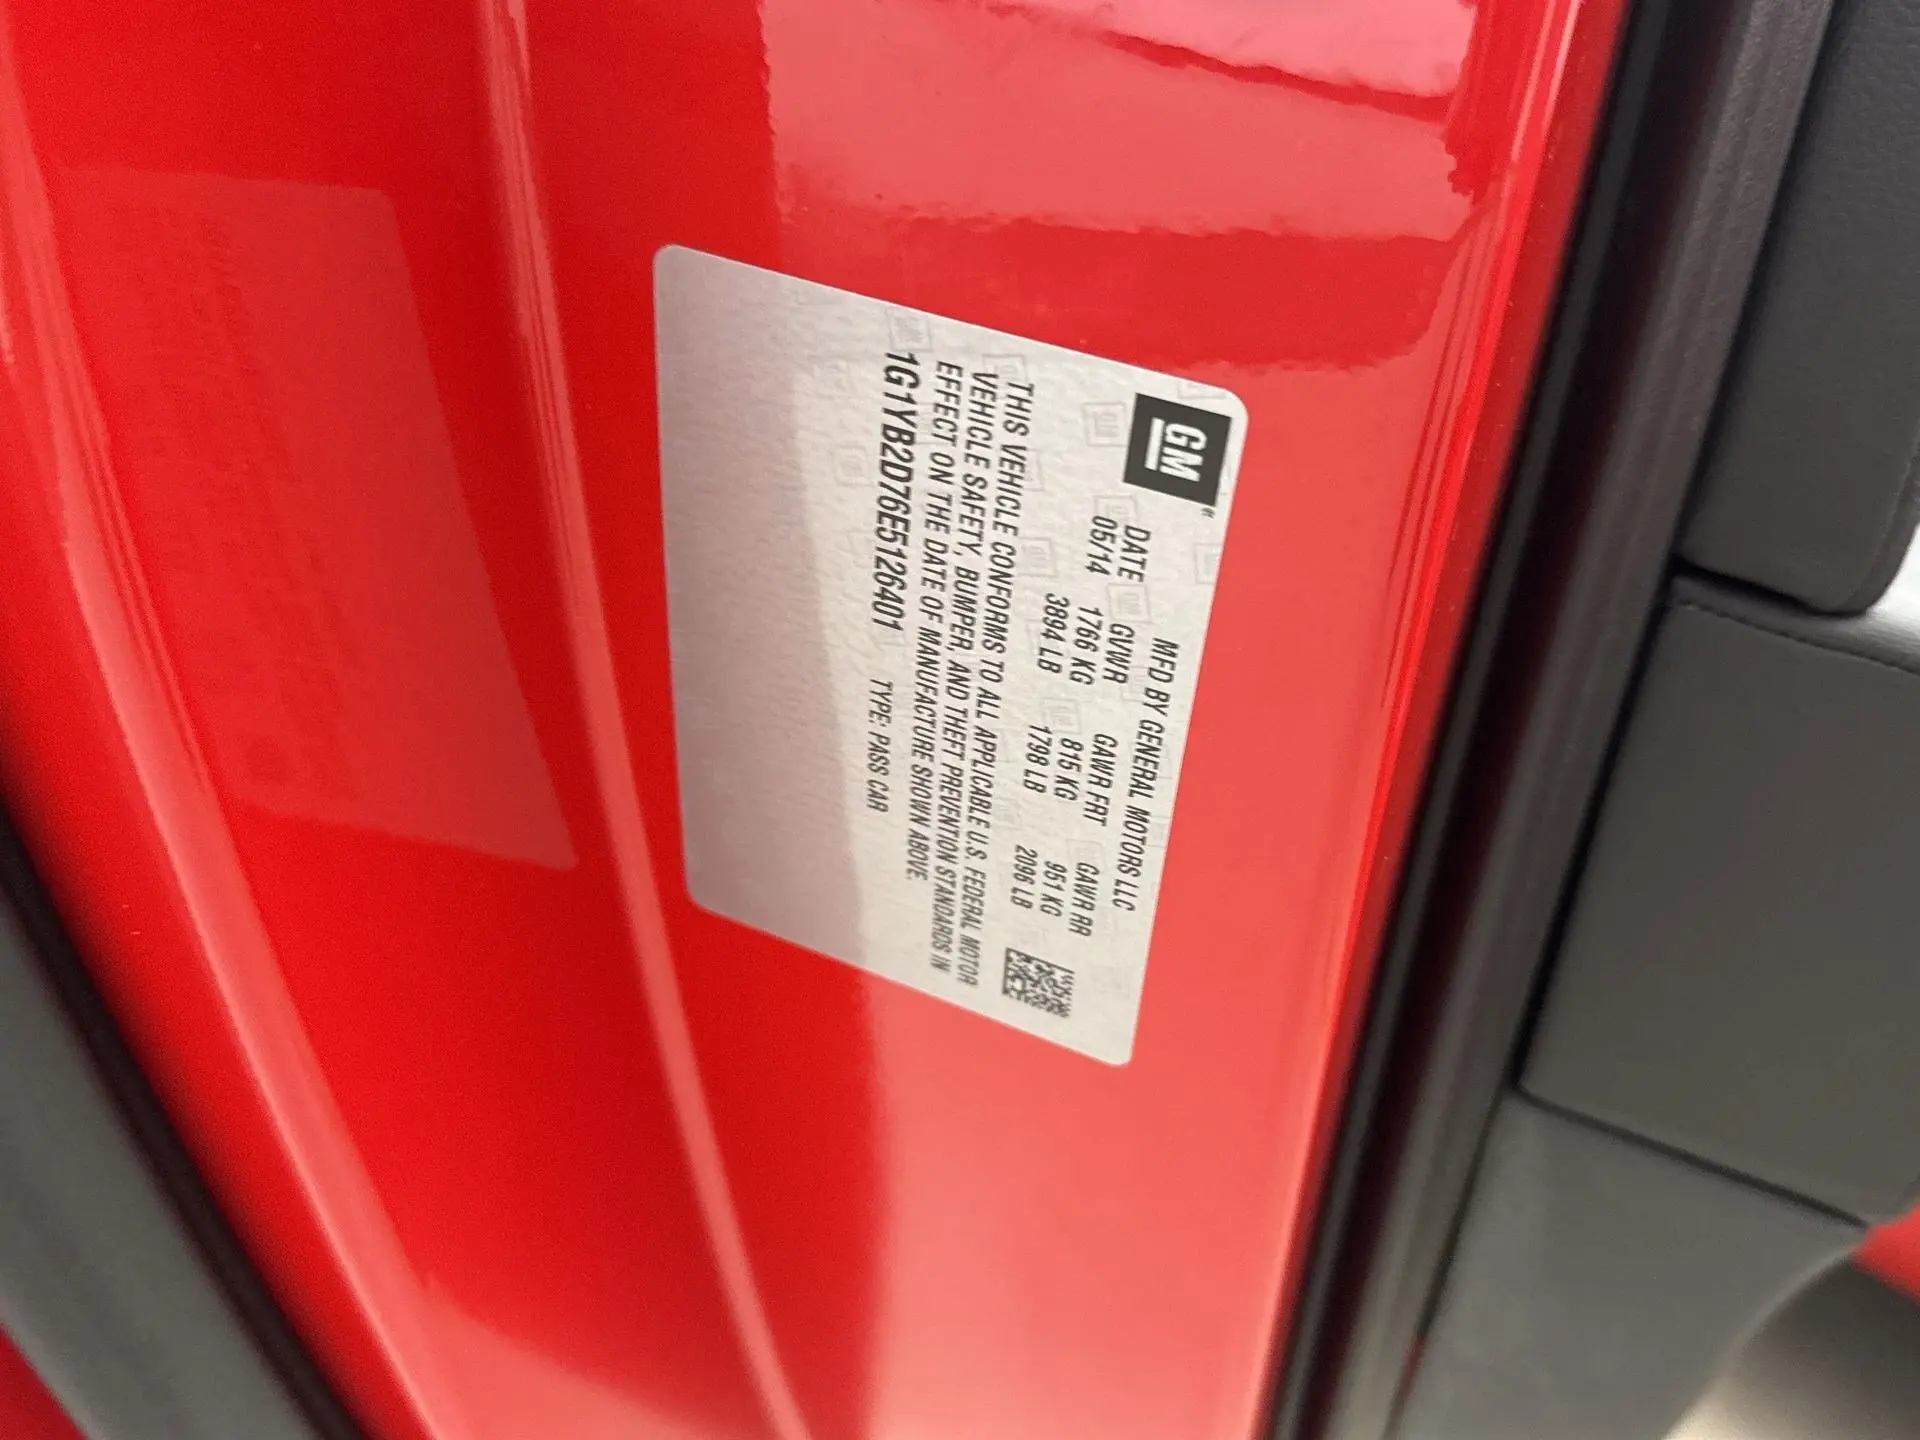 GM
MFD BY GENERAL MOTORS LLC
DATE GVWR GAWR FRT GAWR RR
05/14 1766 KG 815 KG 951 KG
3894 LB 1798 LB 2096 LB
THIS VEHICLE CONFORMS TO ALL APPLICABLE U.S. FEDERAL MOTOR
VEHICLE SAFETY, BUMPER, AND THEFT PREVENTION STANDARDS IN
EFFECT ON THE DATE OF MANUFACTURE SHOWN ABOVE.
1G1YB2D76E5126401 TYPE: PASS CAR